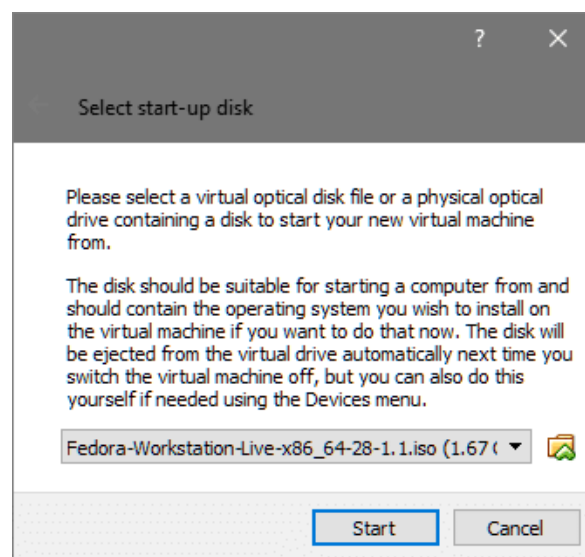 ?
Select start-up disk
Please select a virtual optical disk file or a physical optical
drive containing a disk to start your new virtual machine
from.
The disk should be suitable for starting a computer from and
should contain the operating system you wish to install on
the virtual machine if you want to do that now. The disk will
be ejected from the virtual drive automatically next time you
switch the virtual machine off, but you can also do this
yourself if needed using the Devices menu.
Fedora-Workstation-Live-x86_64-28-1.1.iso (1.67 (
Start Cancel